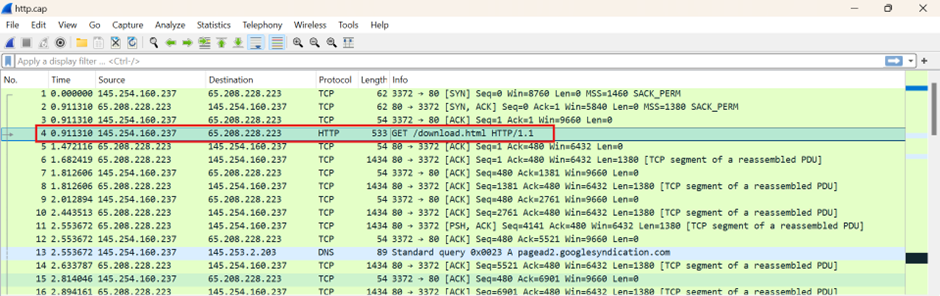 http.cap
File Edit View Go Capture Analyze Statistics Telephony Wireless Tools Help
Apply a display filter ... <Ctrl-/>
No. Time Source Destination Protocol Length Info
1 0.000000 145.254.160.237 65.208.228.223 TCP 62 3372 → 80 [SYN] Seq=0 Win=8760 Len=0 MSS=1460 SACK_PERM
2 0.911310 65.208.228.223 145.254.160.237 TCP 62 80 → 3372 [SYN, ACK] Seq=0 Ack=1 Win=5840 Len=0 MSS=1380 SACK_PERM
3 0.911310 145.254.160.237 65.208.228.223 TCP 54 3372 → 80 [ACK] Seq=1 Ack=1 Win=9660 Len=0
4 0.911310 145.254.160.237 65.208.228.223 HTTP 533 GET /download.html HTTP/1.1
5 1.472116 65.208.228.223 145.254.160.237 TCP 54 80 → 3372 [ACK] Seq=1 Ack=480 Win=6432 Len=0
6 1.682419 65.208.228.223 145.254.160.237 TCP 1434 80 → 3372 [ACK] Seq=1 Ack=480 Win=6432 Len=1380 [TCP segment of a reassembled PDU]
7 1.812606 145.254.160.237 65.208.228.223 TCP 54 3372 → 80 [ACK] Seq=480 Ack=1381 Win=9660 Len=0
8 1.812606 65.208.228.223 145.254.160.237 TCP 1434 80 → 3372 [ACK] Seq=1381 Ack=480 Win=6432 Len=1380 [TCP segment of a reassembled PDU]
9 2.012894 145.254.160.237 65.208.228.223 TCP 54 3372 → 80 [ACK] Seq=480 Ack=2761 Win=9660 Len=0
10 2.443513 65.208.228.223 145.254.160.237 TCP 1434 80 → 3372 [ACK] Seq=2761 Ack=480 Win=6432 Len=1380 [TCP segment of a reassembled PDU]
11 2.553672 65.208.228.223 145.254.160.237 TCP 1434 80 → 3372 [PSH, ACK] Seq=4141 Ack=480 Win=6432 Len=1380 [TCP segment of a reassembled PDU]
12 2.553672 145.254.160.237 65.208.228.223 TCP 54 3372 → 80 [ACK] Seq=480 Ack=5521 Win=9660 Len=0
13 2.553672 145.254.160.237 145.253.2.203 DNS 89 Standard query 0x0023 A pagead2.googlesyndication.com
14 2.633787 65.208.228.223 145.254.160.237 TCP 1434 80 → 3372 [ACK] Seq=5521 Ack=480 Win=6432 Len=1380 [TCP segment of a reassembled PDU]
15 2.814046 145.254.160.237 65.208.228.223 TCP 54 3372 → 80 [ACK] Seq=480 Ack=6901 Win=9660 Len=0
16 2.894161 65.208.228.223 145.254.160.237 TCP 1434 80 → 3372 [ACK] Seq=6901 Ack=480 Win=6432 Len=1380 [TCP segment of a reassembled PDU]